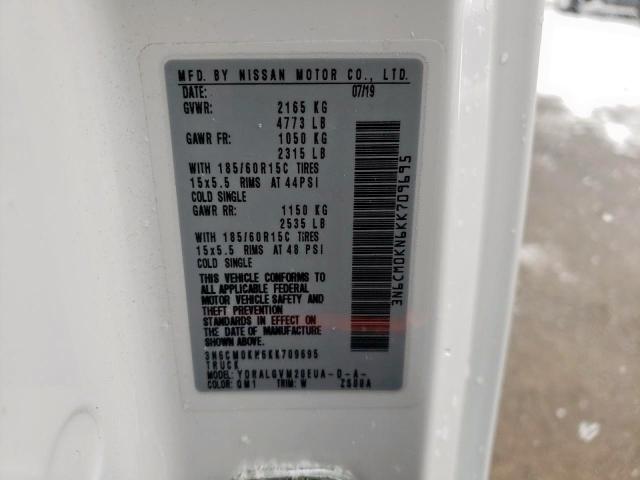 MFD. BY NISSAN MOTOR CO., LTD.
DATE: 07/19
GVWR: 2165 KG
4773 LB
GAWR FR: 1050 KG
2315 LB
WITH 185/60R15C TIRES
15x5.5 RIMS AT 44PSI
COLD SINGLE
GAWR RR: 1150 KG
2535 LB
WITH 185/60R15C TIRES
15x5.5 RIMS AT 48 PSI
COLD SINGLE
THIS VEHICLE CONFORMS TO
ALL APPLICABLE FEDERAL
MOTOR VEHICLE SAFETY AND
THEFT PREVENTION
STANDARDS IN EFFECT ON
THE DATE OF MANUFACTURE
SHOWN ABOVE.
3N6CM0KN6KK709695
TRUCK
MODEL: YDRALGVM20EUA-D-A-
COLOR: QM1 TRIM: W
3N6CM0KN6KK709695